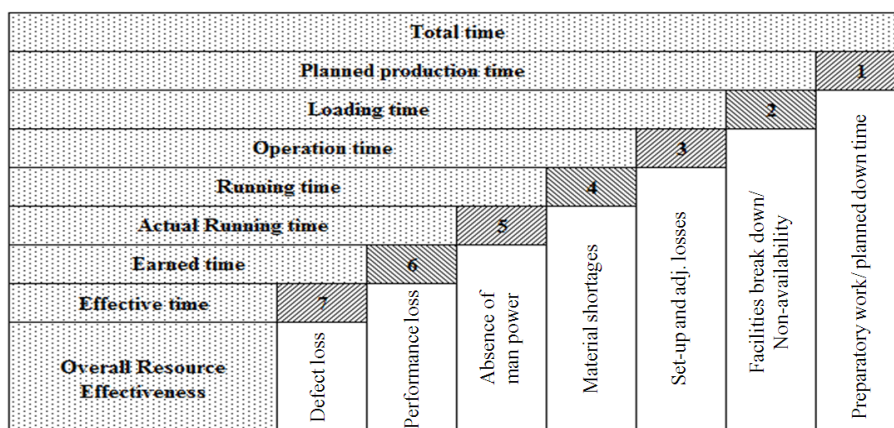 Total time
Planned production time
1
Loading time
2
Operation time
3
Running time
4
Actual Running time
5
Earned time
6
Effective time
7
Overall Resource
Effectiveness
Defect loss
Performance loss
Absence of
man power
Material shortages
Set-up and adj. losses
Facilities break down/
Non-availability
Preparatory work/ planned down time